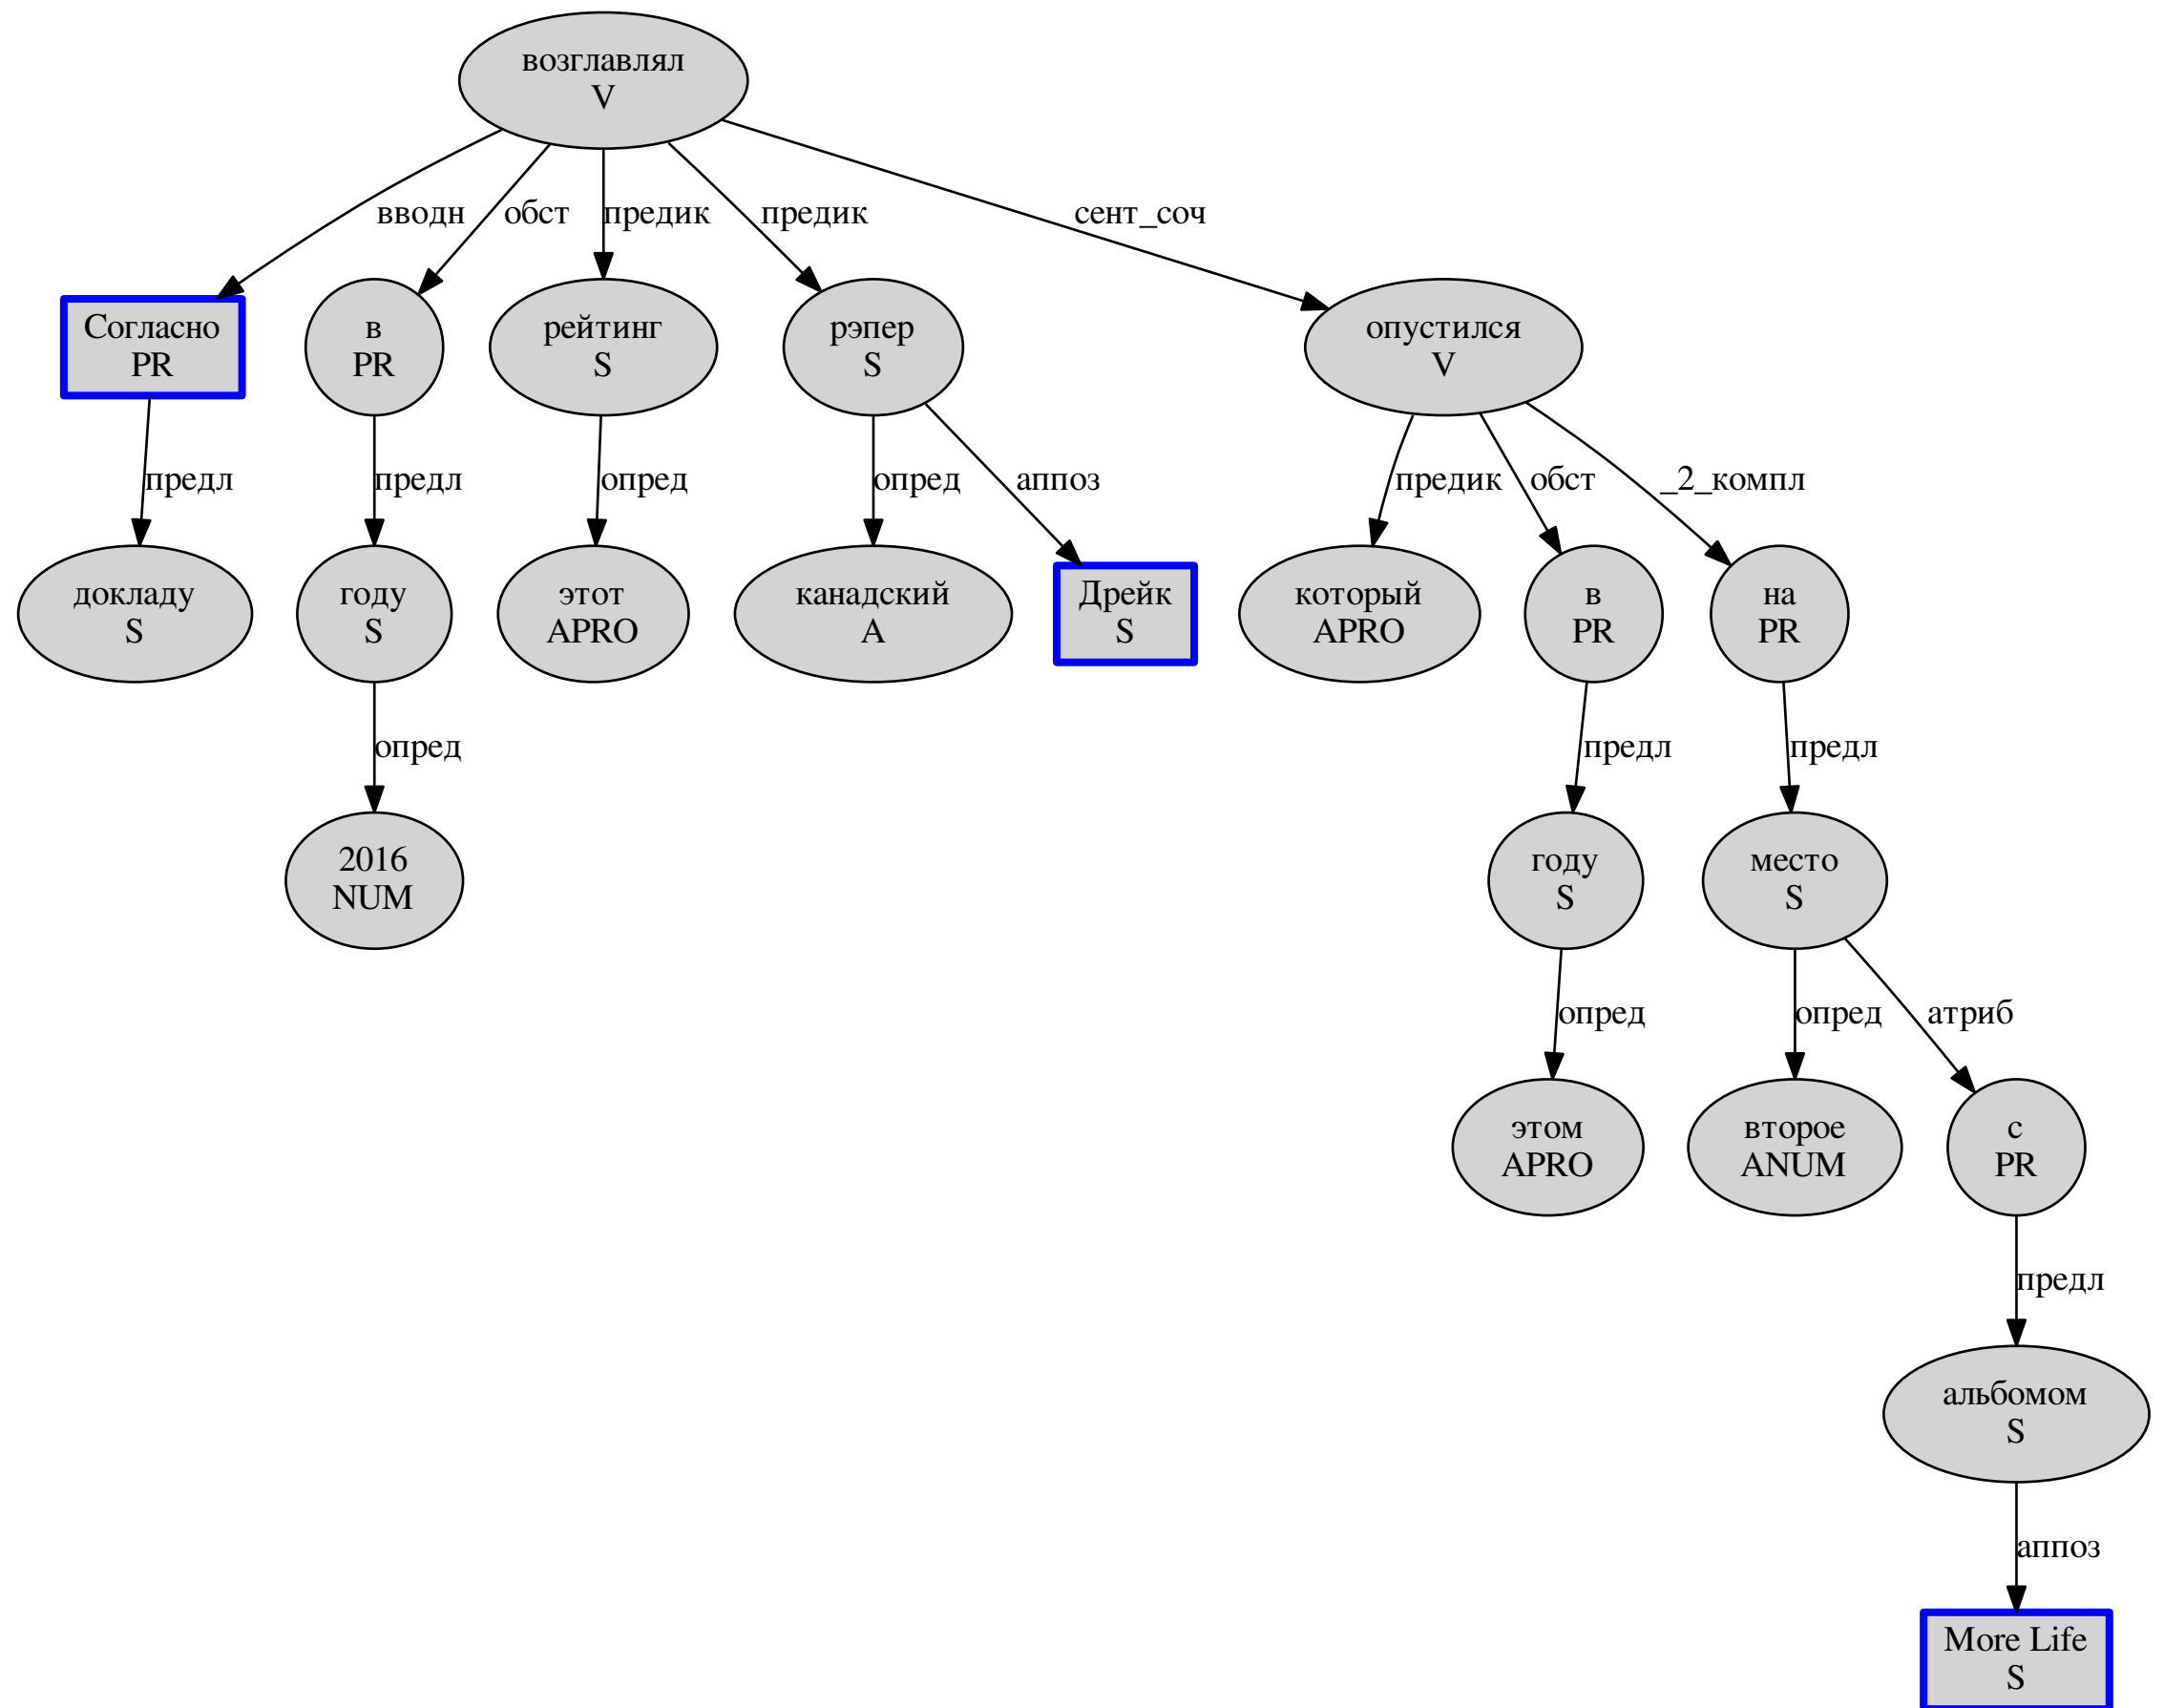 возглавлял
V
вводн
обст
предик
предик
сент_соч
Согласно
PR
в
PR
рейтинг
S
рэпер
S
опустился
V
предл
предл
опред
опред
аппоз
предик
обст
_2_компл
докладу
S
году
S
этот
APRO
канадский
A
Дрейк
S
который
APRO
в
PR
на
PR
опред
предл
предл
2016
NUM
году
S
место
S
опред
опред
атриб
этом
APRO
второе
ANUM
с
PR
предл
альбомом
S
аппоз
More Life
S